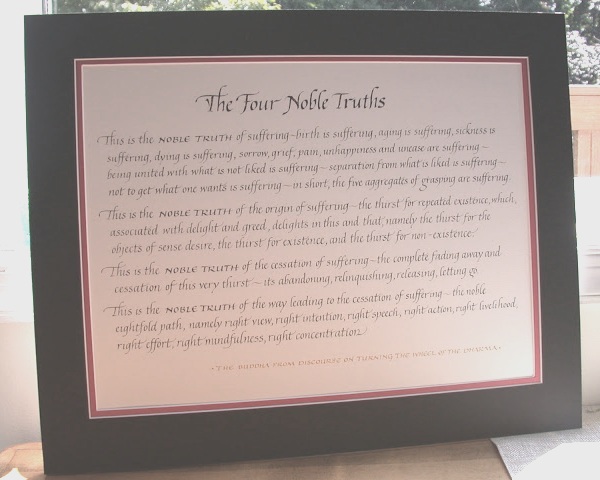 The Four Noble Truths
This is the NOBLE TRUTH of suffering–birth is suffering, aging is suffering, sickness is
suffering, dying is suffering, sorrow, grief, pain, unhappiness and unease are suffering–
being united with what is not liked is suffering– separation from what is liked is suffering–
not to get what one wants is suffering– in short, the five aggregates of grasping are suffering.
This is the NOBLE TRUTH of the origin of suffering–the thirst for repeated existence, which,
associated with delight and greed, delights in this and that, namely the thirst for the
objects of sense desire, the thirst for existence, and the thirst for non-existence.
This is the NOBLE TRUTH of the cessation of suffering–the complete fading away and
cessation of this very thirst– its abandoning, relinquishing, releasing, letting go.
This is the NOBLE TRUTH of the way leading to the cessation of suffering–the noble
eightfold path, namely right view, right intention, right speech, right action, right livelihood,
right effort, right mindfulness, right concentration.
•THE BUDDHA FROM DISCOURSE ON TURNING THE WHEEL OF THE DHARMA•